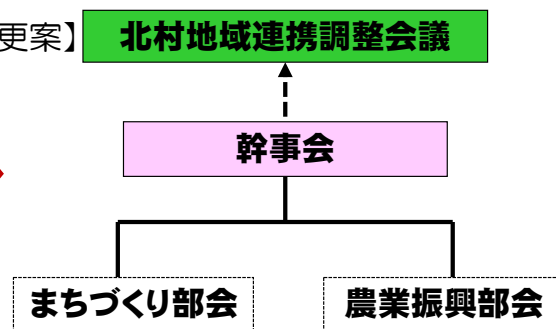 更案】
北村地域連携調整会議
幹事会
まちづくり部会
農業振興部会